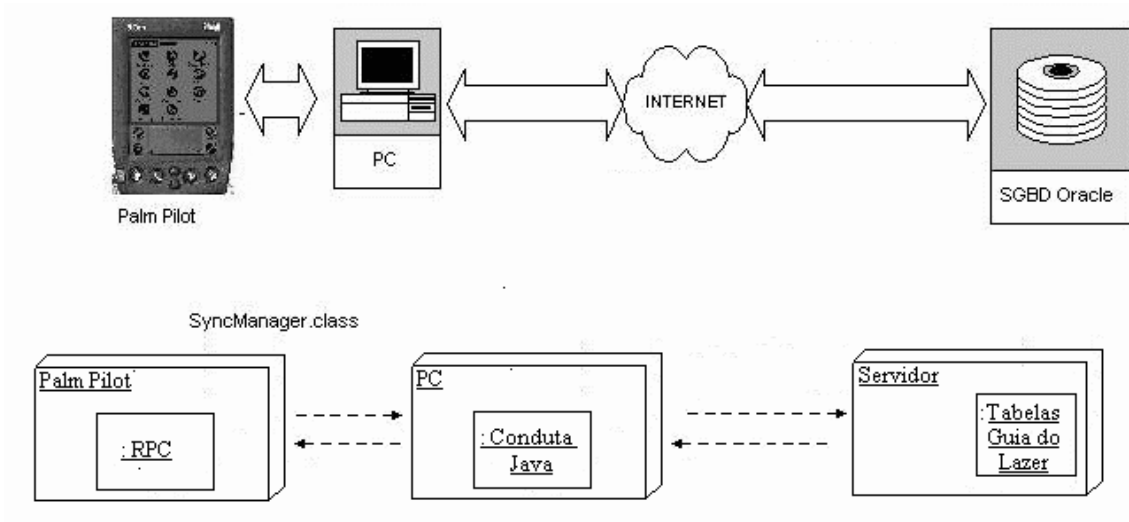 INTERNET
PC
Palm Pilot
SGBD Oracle
SyncManager.class
Palm Pilot
: RPC
PC
: Conduta
Java
Servidor
:Tabelas
Guia do
Lazer